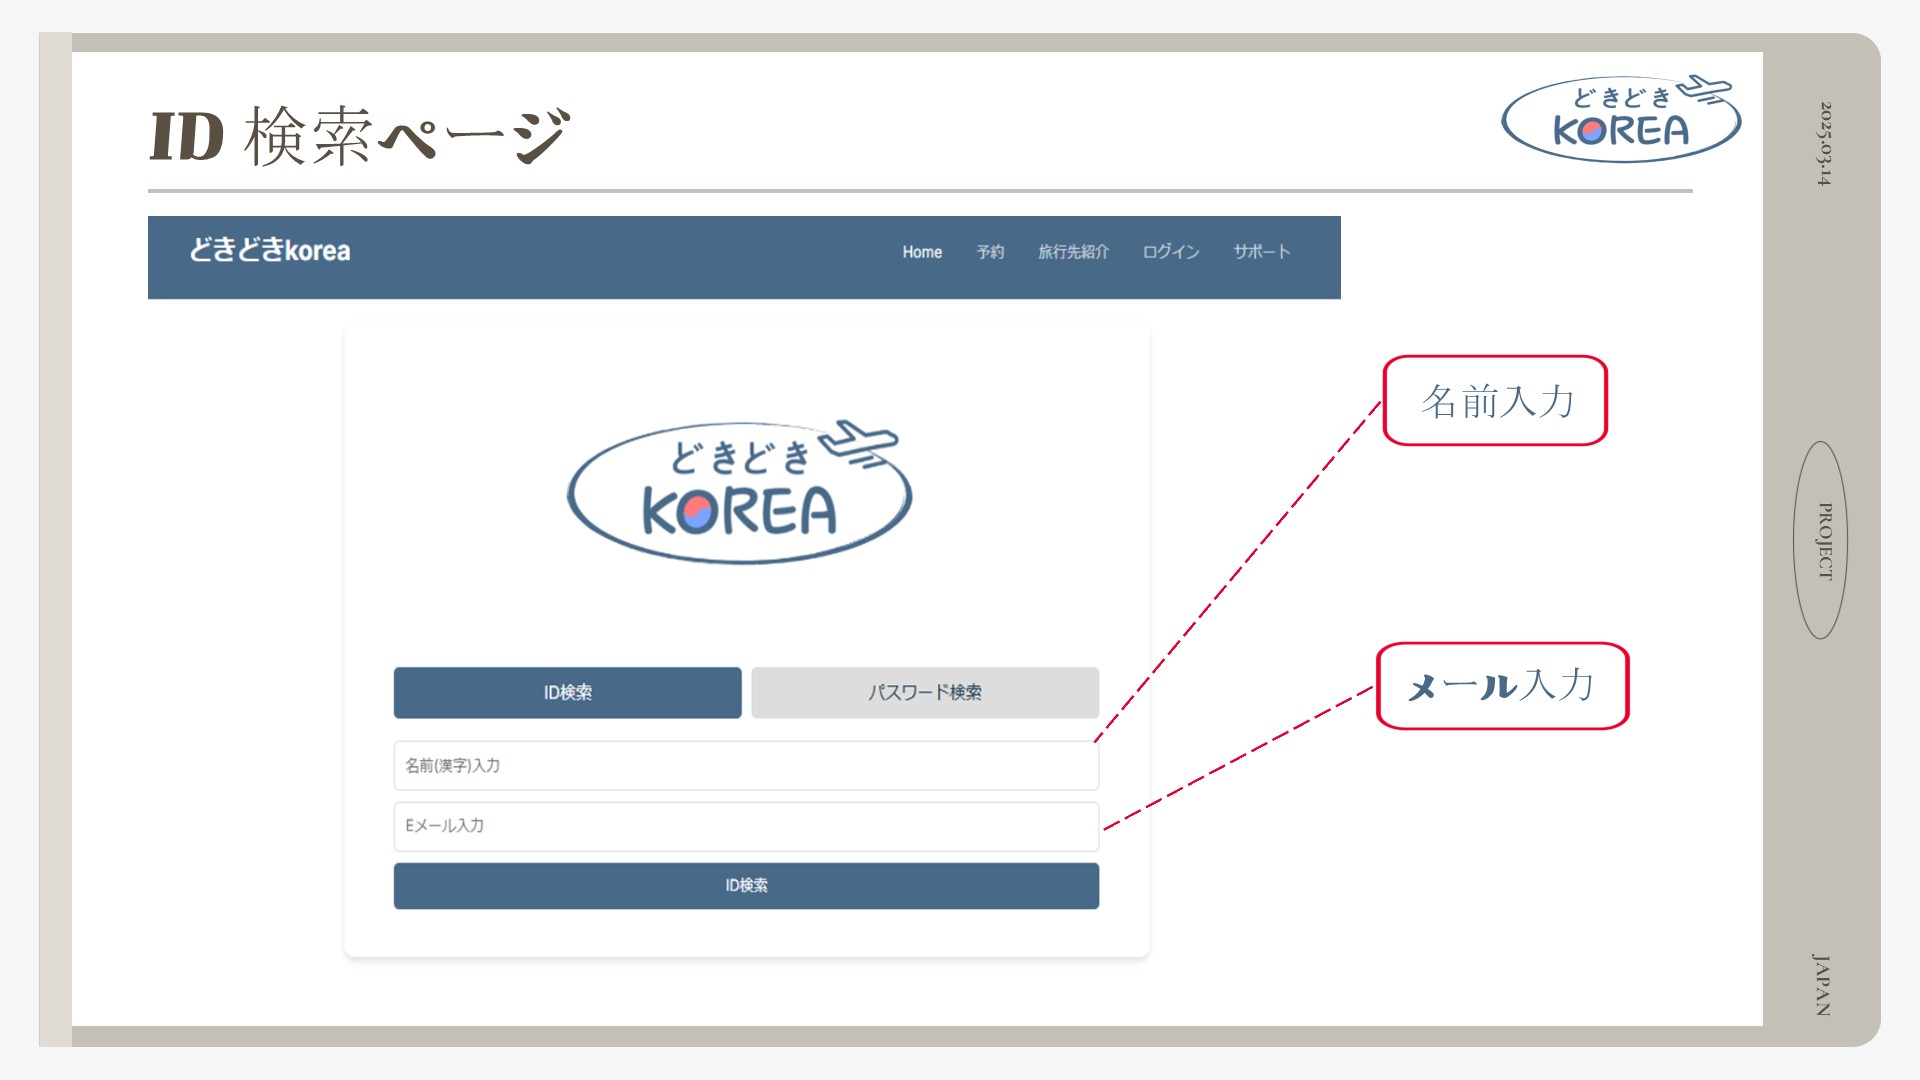 ID 検索ページ
どきどき
KOREA
2025.03.14
どきどきkorea
Home 予約 旅行先紹介 ログイン サポート
どきどき
KOREA
名前入力
PROJECT
ID検索 パスワード検索
メール入力
名前(漢字)入力
Eメール入力
ID検索
JAPAN